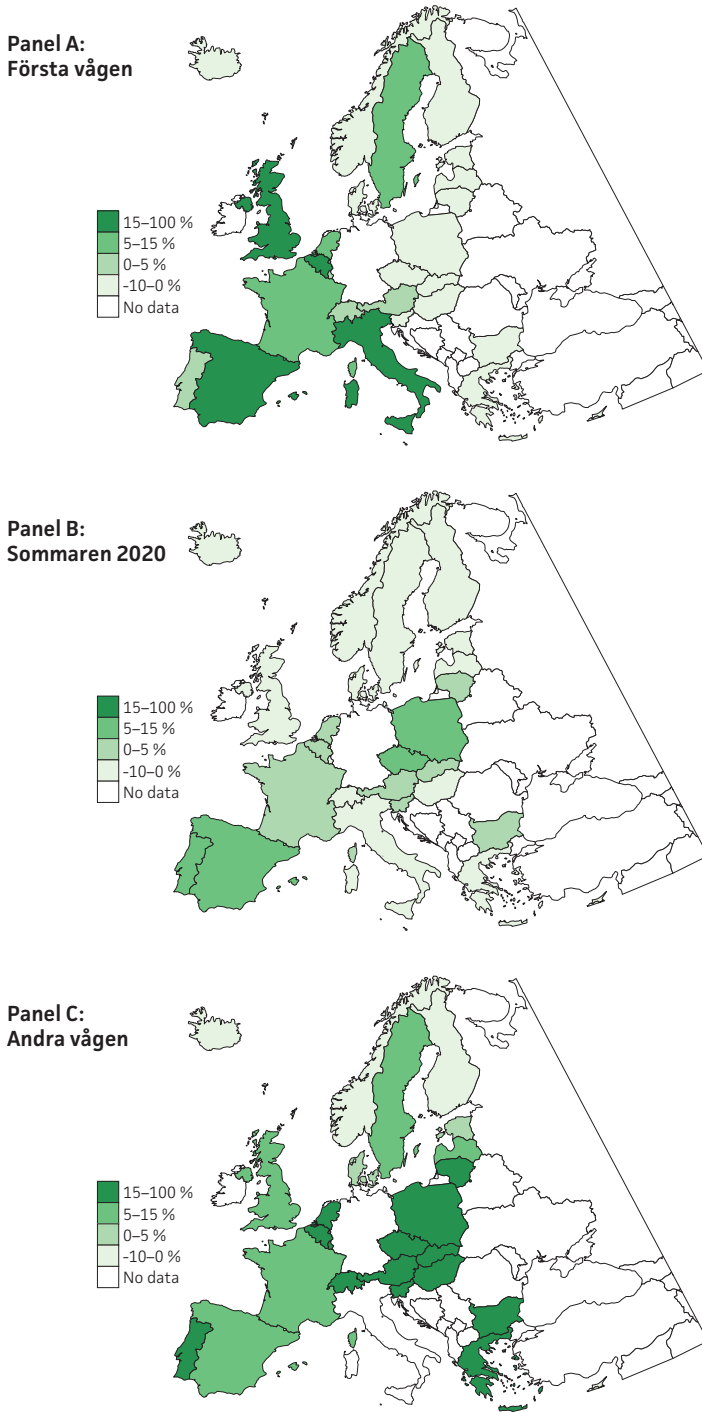 Panel A:
Första vågen
15–100 %
5–15 %
0–5 %
-10–0 %
No data
Panel B:
Sommaren 2020
15–100 %
5–15 %
0–5 %
-10–0 %
No data
Panel C:
Andra vågen
15–100 %
5–15 %
0–5 %
-10–0 %
No data